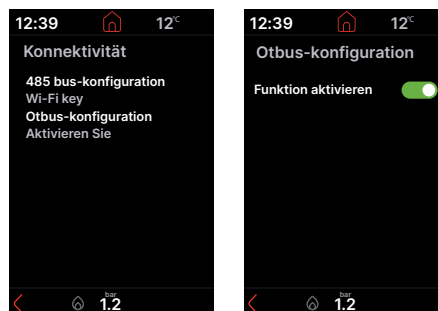 12:39 12°C
Konnektivität
485 bus-konfiguration
Wi-Fi key
Otbus-konfiguration
Aktivieren Sie
bar
1.2
12:39 12°C
Otbus-konfiguration
Funktion aktivieren
bar
1.2